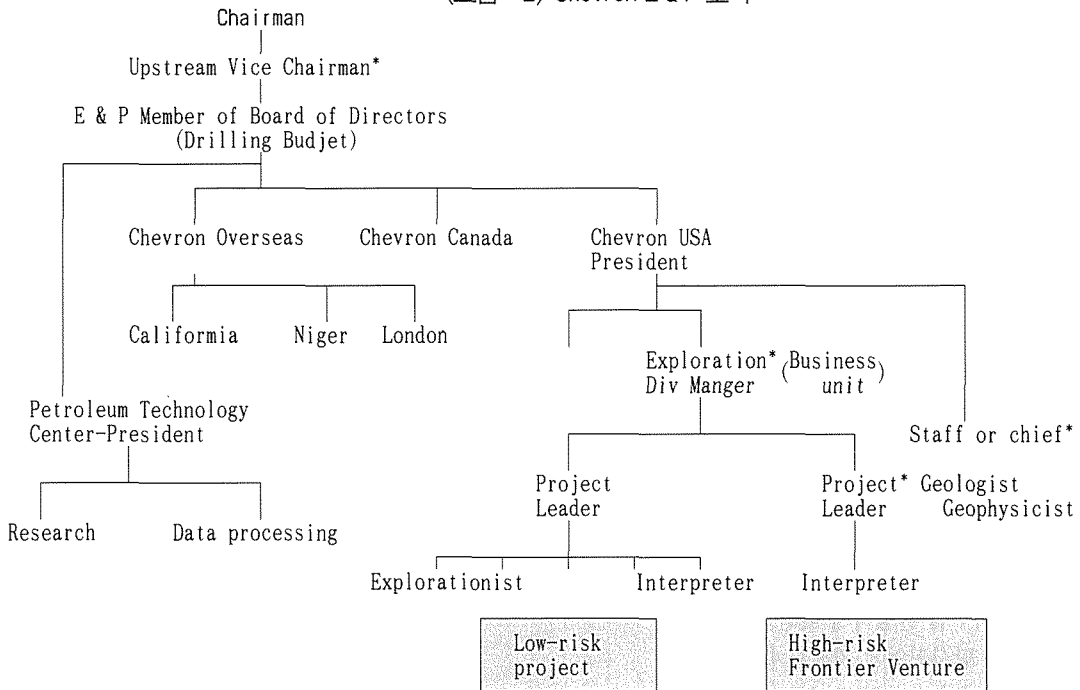 Chevron
Chairman
Upstream Vice Chairman*
E & P Member of Board of Directors
(Drilling Budjet)
Chevron Overseas Chevron Canada Chevron USA
President
Califormia Niger London
Exploration* (Business
Div Manger unit)
Petroleum Technology
Center-President
Staff or chief*
Project Project* Geologist
Leader Leader Geophysicist
Research Data processing
Explorationist Interpreter Interpreter
Low-risk High-risk
project Frontier Venture